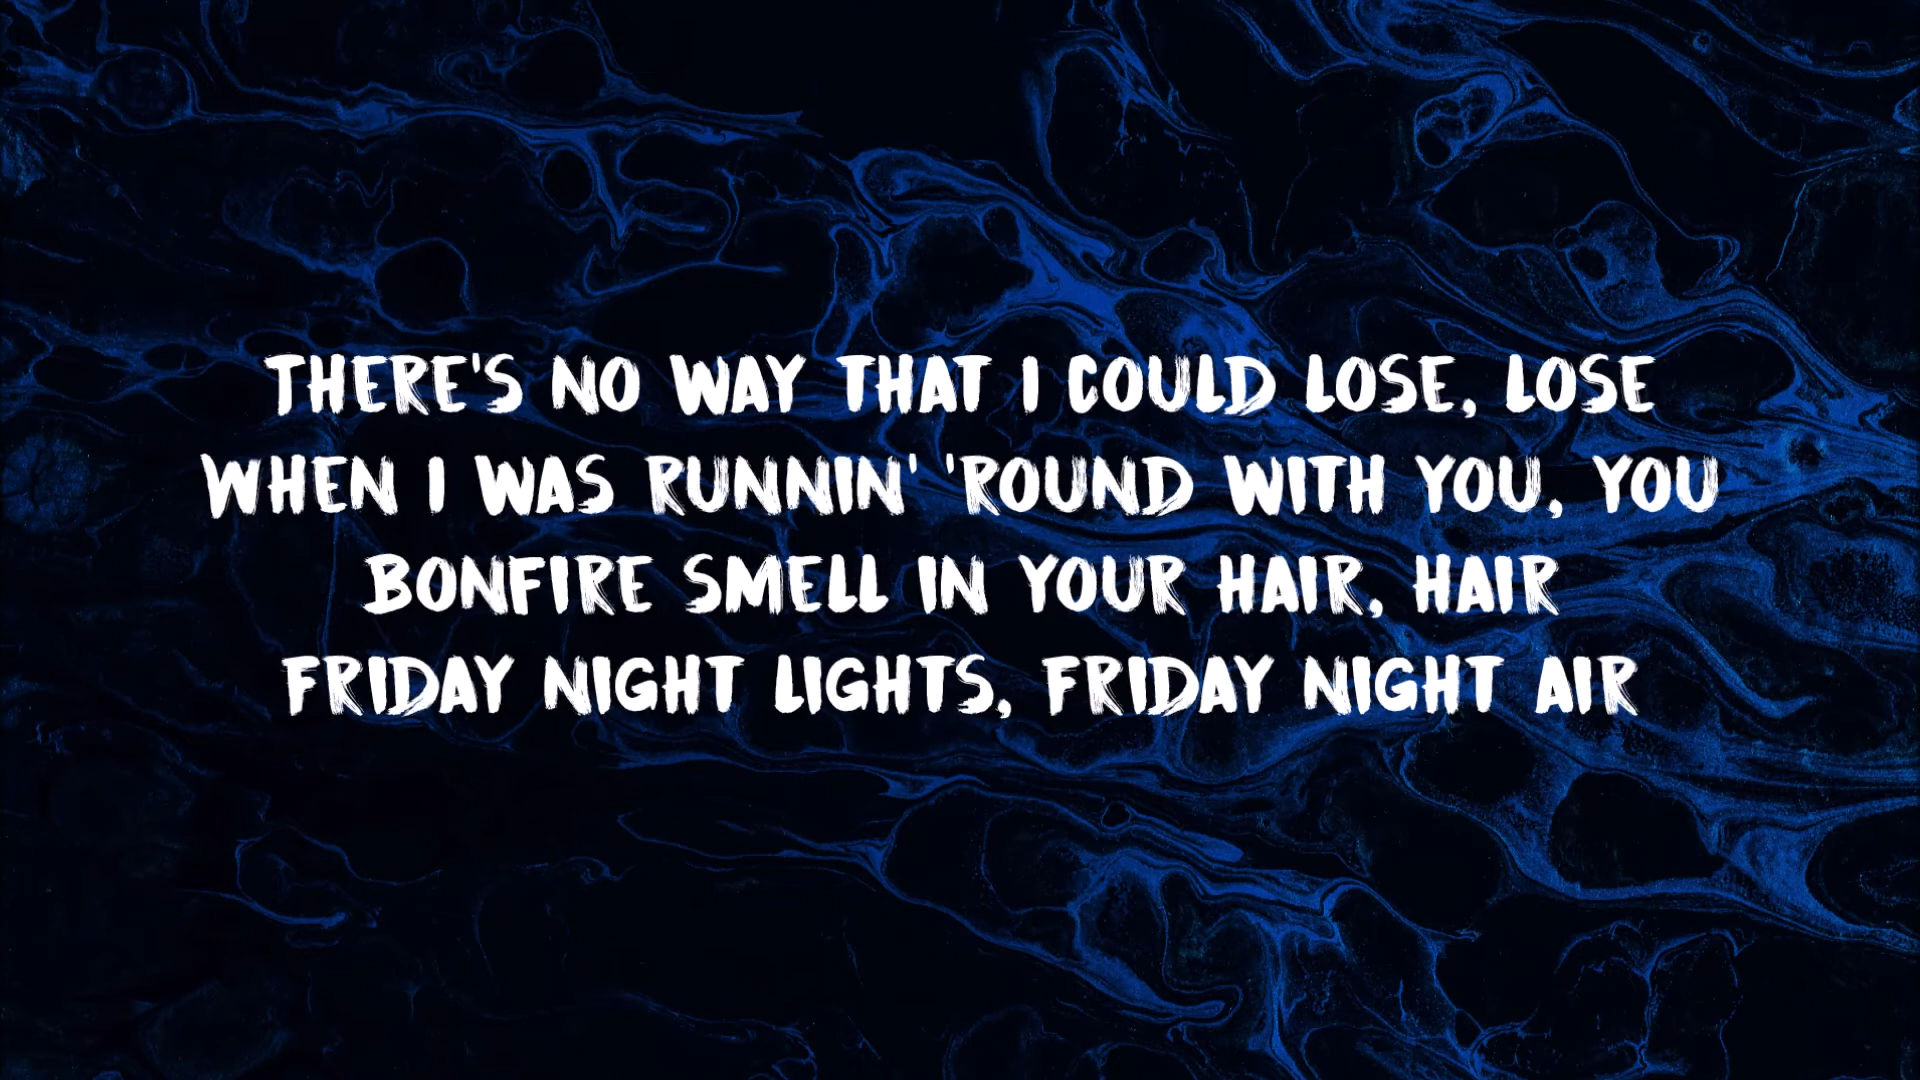 THERE'S NO WAY THAT I COULD LOSE, LOSE
WHEN I WAS RUNNIN' 'ROUND WITH YOU, YOU
BONFIRE SMELL IN YOUR HAIR, HAIR
FRIDAY NIGHT LIGHTS, FRIDAY NIGHT AIR